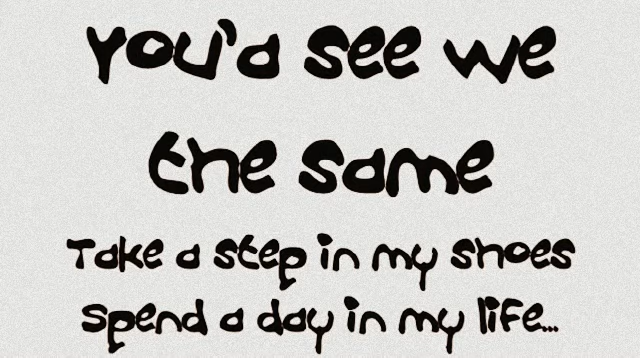 You'd see we
the same
Take a step in my shoes
Spend a day in my life...